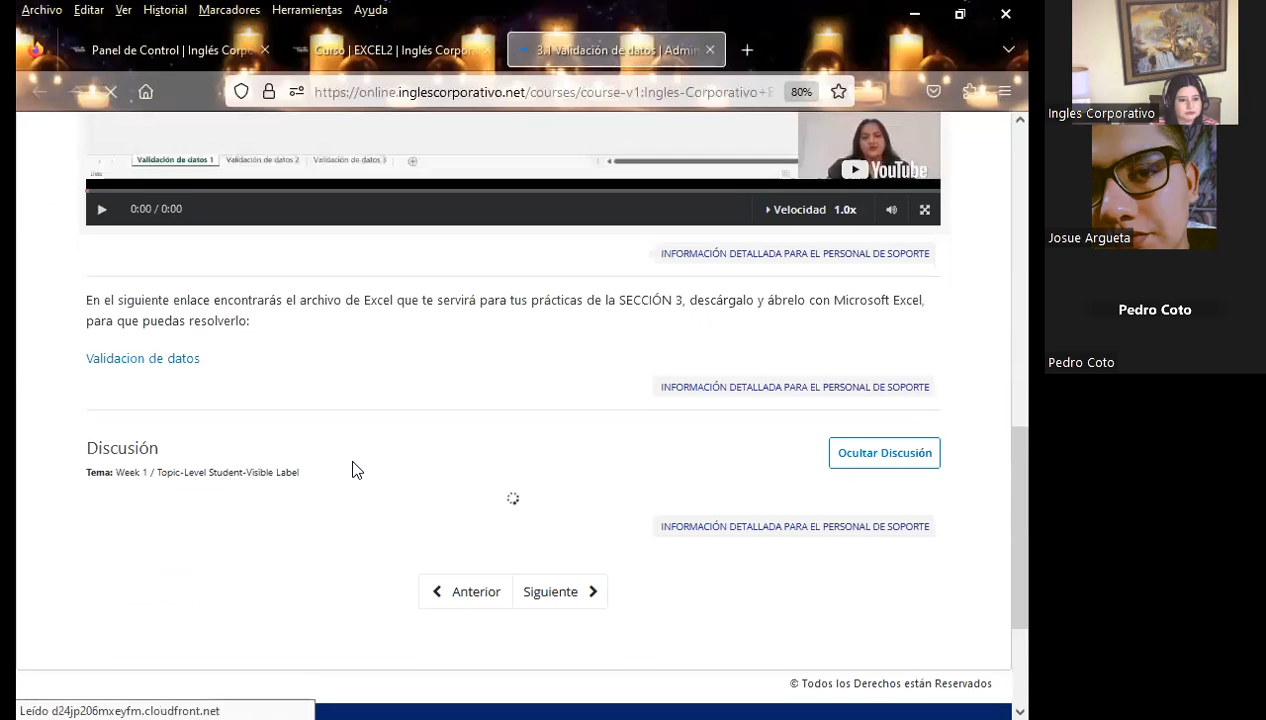 Archivo Editar Ver Historial Marcadores Herramientas Ayuda
Panel de Control | Inglés Corpo
Curso | EXCEL2 | Inglés Corpor
3.1 Validación de datos | Admin
https://online.inglescorporativo.net/courses/course-v1:Ingles-Corporativo+E
80%
Validación de datos 1 Validación de datos 2 Validación de datos 3
Listo
YouTube
0:00 / 0:00
Velocidad 1.0x
INFORMACIÓN DETALLADA PARA EL PERSONAL DE SOPORTE
En el siguiente enlace encontrarás el archivo de Excel que te servirá para tus prácticas de la SECCIÓN 3, descárgalo y ábrelo con Microsoft Excel,
para que puedas resolverlo:
Validacion de datos
INFORMACIÓN DETALLADA PARA EL PERSONAL DE SOPORTE
Discusión
Ocultar Discusión
Tema: Week 1 / Topic-Level Student-Visible Label
INFORMACIÓN DETALLADA PARA EL PERSONAL DE SOPORTE
Anterior Siguiente
© Todos los Derechos están Reservados
Leído d24jp206mxeyfm.cloudfront.net
Ingles Corporativo
Josue Argueta
Pedro Coto
Pedro Coto